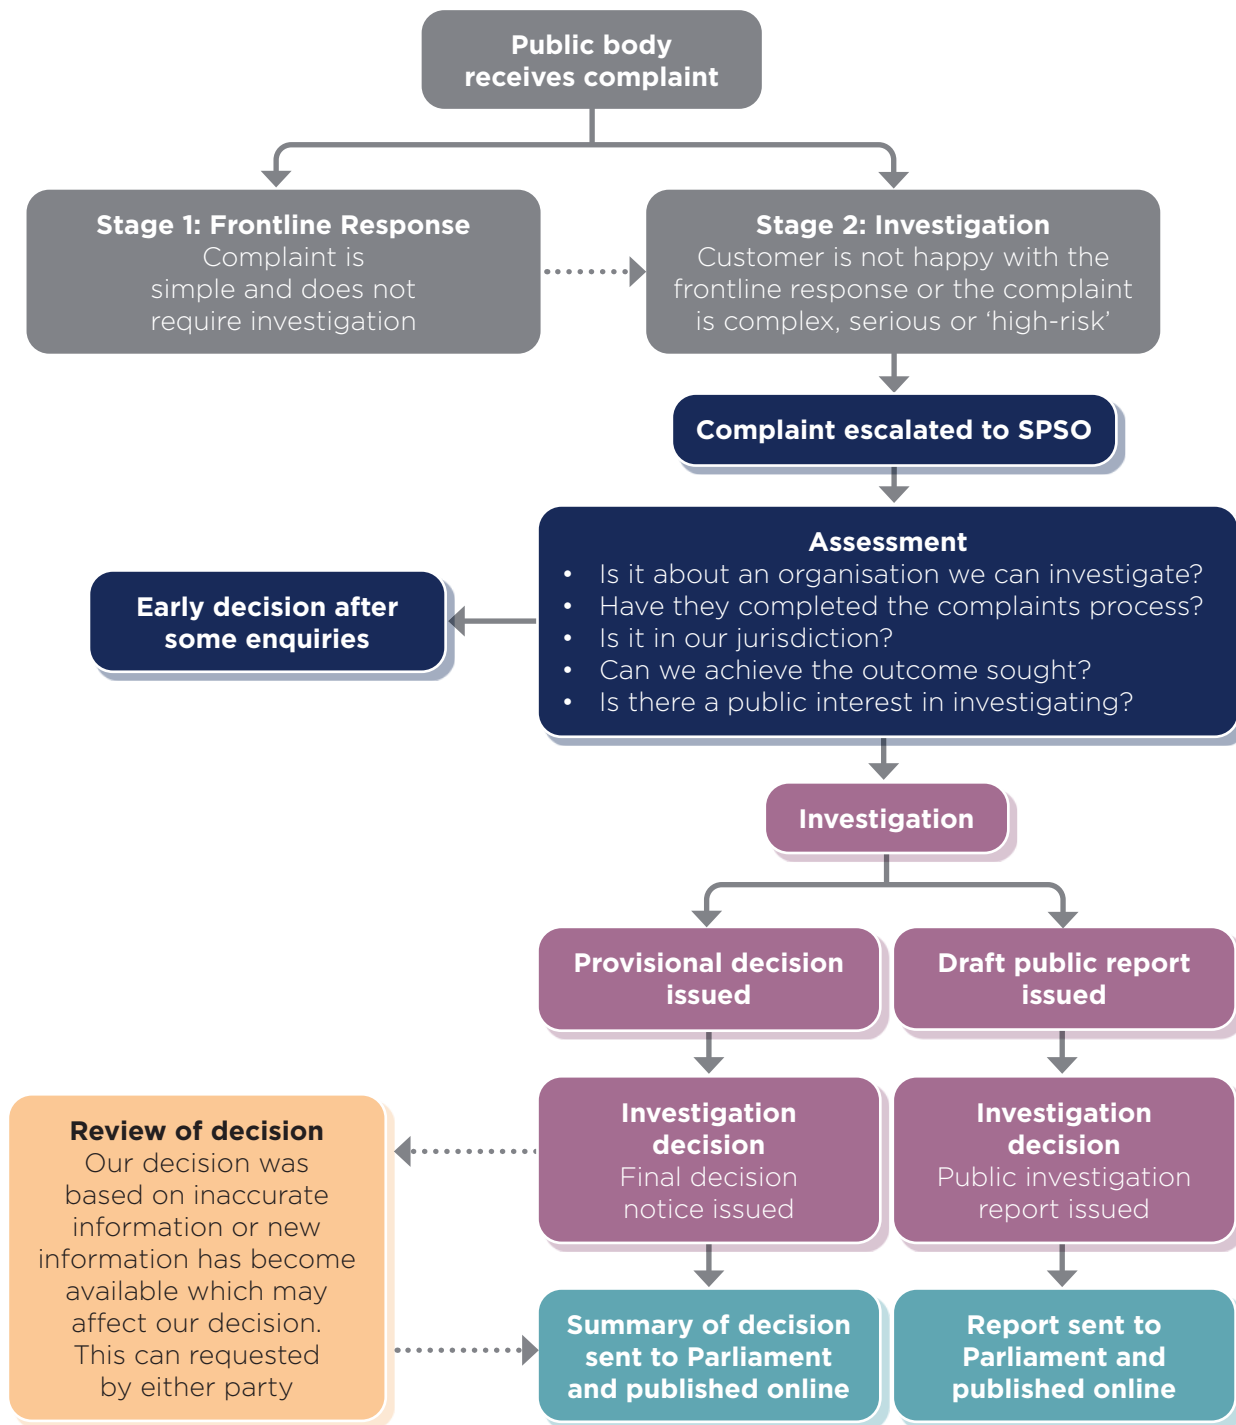 Public body
receives complaint
Stage 1: Frontline Response
Complaint is
simple and does not
require investigation
Stage 2: Investigation
Customer is not happy with the
frontline response or the complaint
is complex, serious or ‘high-risk’
Complaint escalated to SPSO
Assessment
• Is it about an organisation we can investigate?
• Have they completed the complaints process?
• Is it in our jurisdiction?
• Can we achieve the outcome sought?
• Is there a public interest in investigating?
Early decision after
some enquiries
Investigation
Provisional decision
issued
Draft public report
issued
Investigation
decision
Final decision
notice issued
Investigation
decision
Public investigation
report issued
Review of decision
Our decision was
based on inaccurate
information or new
information has become
available which may
affect our decision.
This can requested
by either party
Summary of decision
sent to Parliament
and published online
Report sent to
Parliament and
published online